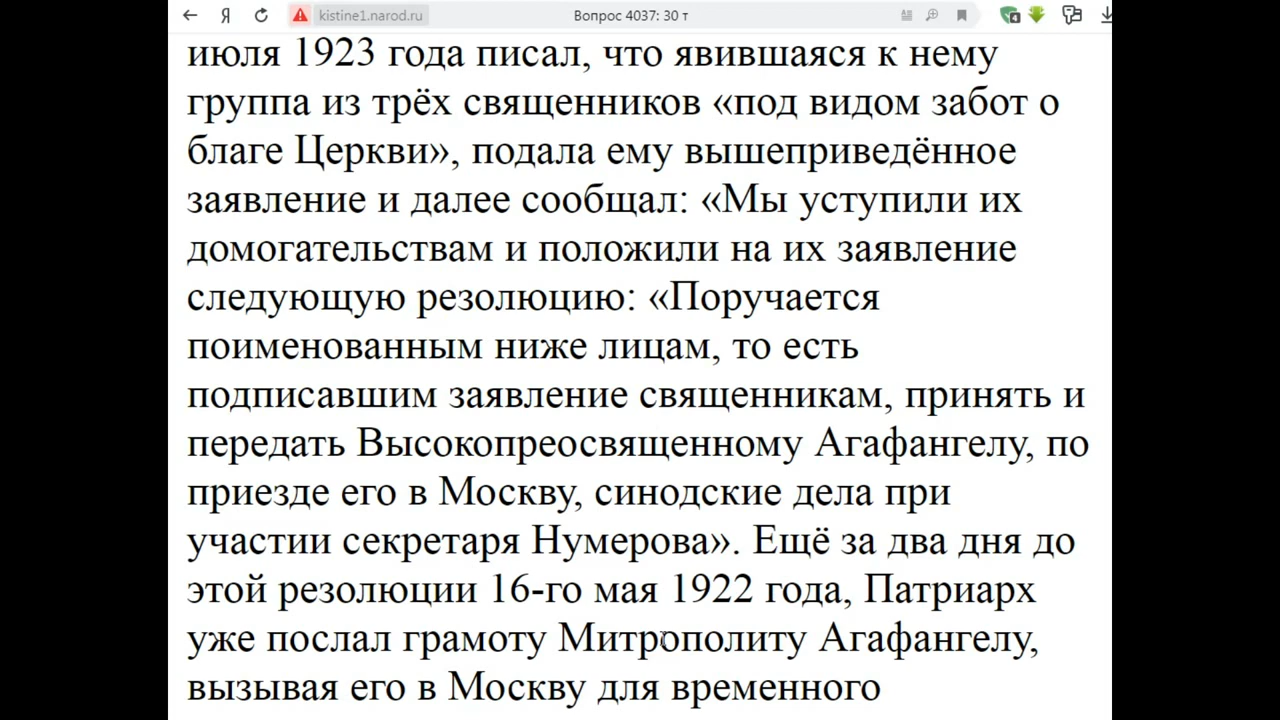 Я
kistine1.narod.ru
Вопрос 4037: 30 т
4
июля 1923 года писал, что явившаяся к нему
группа из трёх священников «под видом забот о
благе Церкви», подала ему вышеприведённое
заявление и далее сообщал: «Мы уступили их
домогательствам и положили на их заявление
следующую резолюцию: «Поручается
поименованным ниже лицам, то есть
подписавшим заявление священникам, принять и
передать Высокопреосвященному Агафангелу, по
приезде его в Москву, синодские дела при
участии секретаря Нумерова». Ещё за два дня до
этой резолюции 16-го мая 1922 года, Патриарх
уже послал грамоту Митрополиту Агафангелу,
вызывая его в Москву для временного